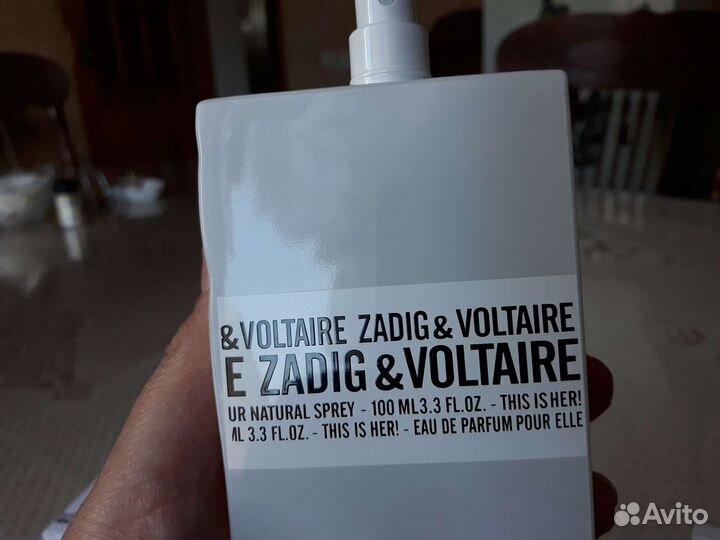 &VOLTAIRE ZADIG & VOLTAIRE
E ZADIG &VOLTAIRE
UR NATURAL SPREY - 100 ML3.3 FL.OZ. - THIS IS HER!
ML 3.3 FL.OZ. - THIS IS HER! - EAU DE PARFUM POUR ELLE
Avito